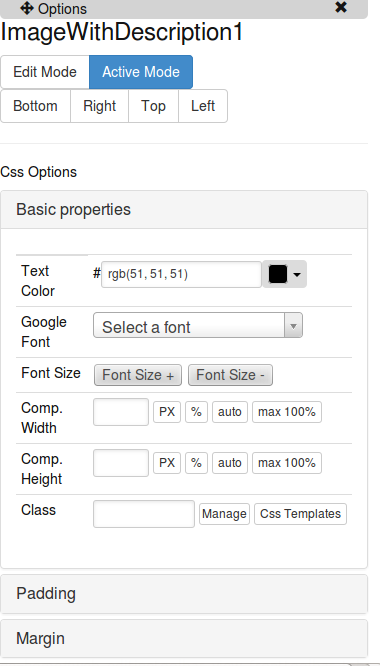 Options
ImageWithDescription1
Edit Mode Active Mode
Bottom Right Top Left
Css Options
Basic properties
Text Color # rgb(51, 51, 51)
Google Font Select a font
Font Size Font Size + Font Size -
Comp. Width PX % auto max 100%
Comp. Height PX % auto max 100%
Class Manage Css Templates
Padding
Margin